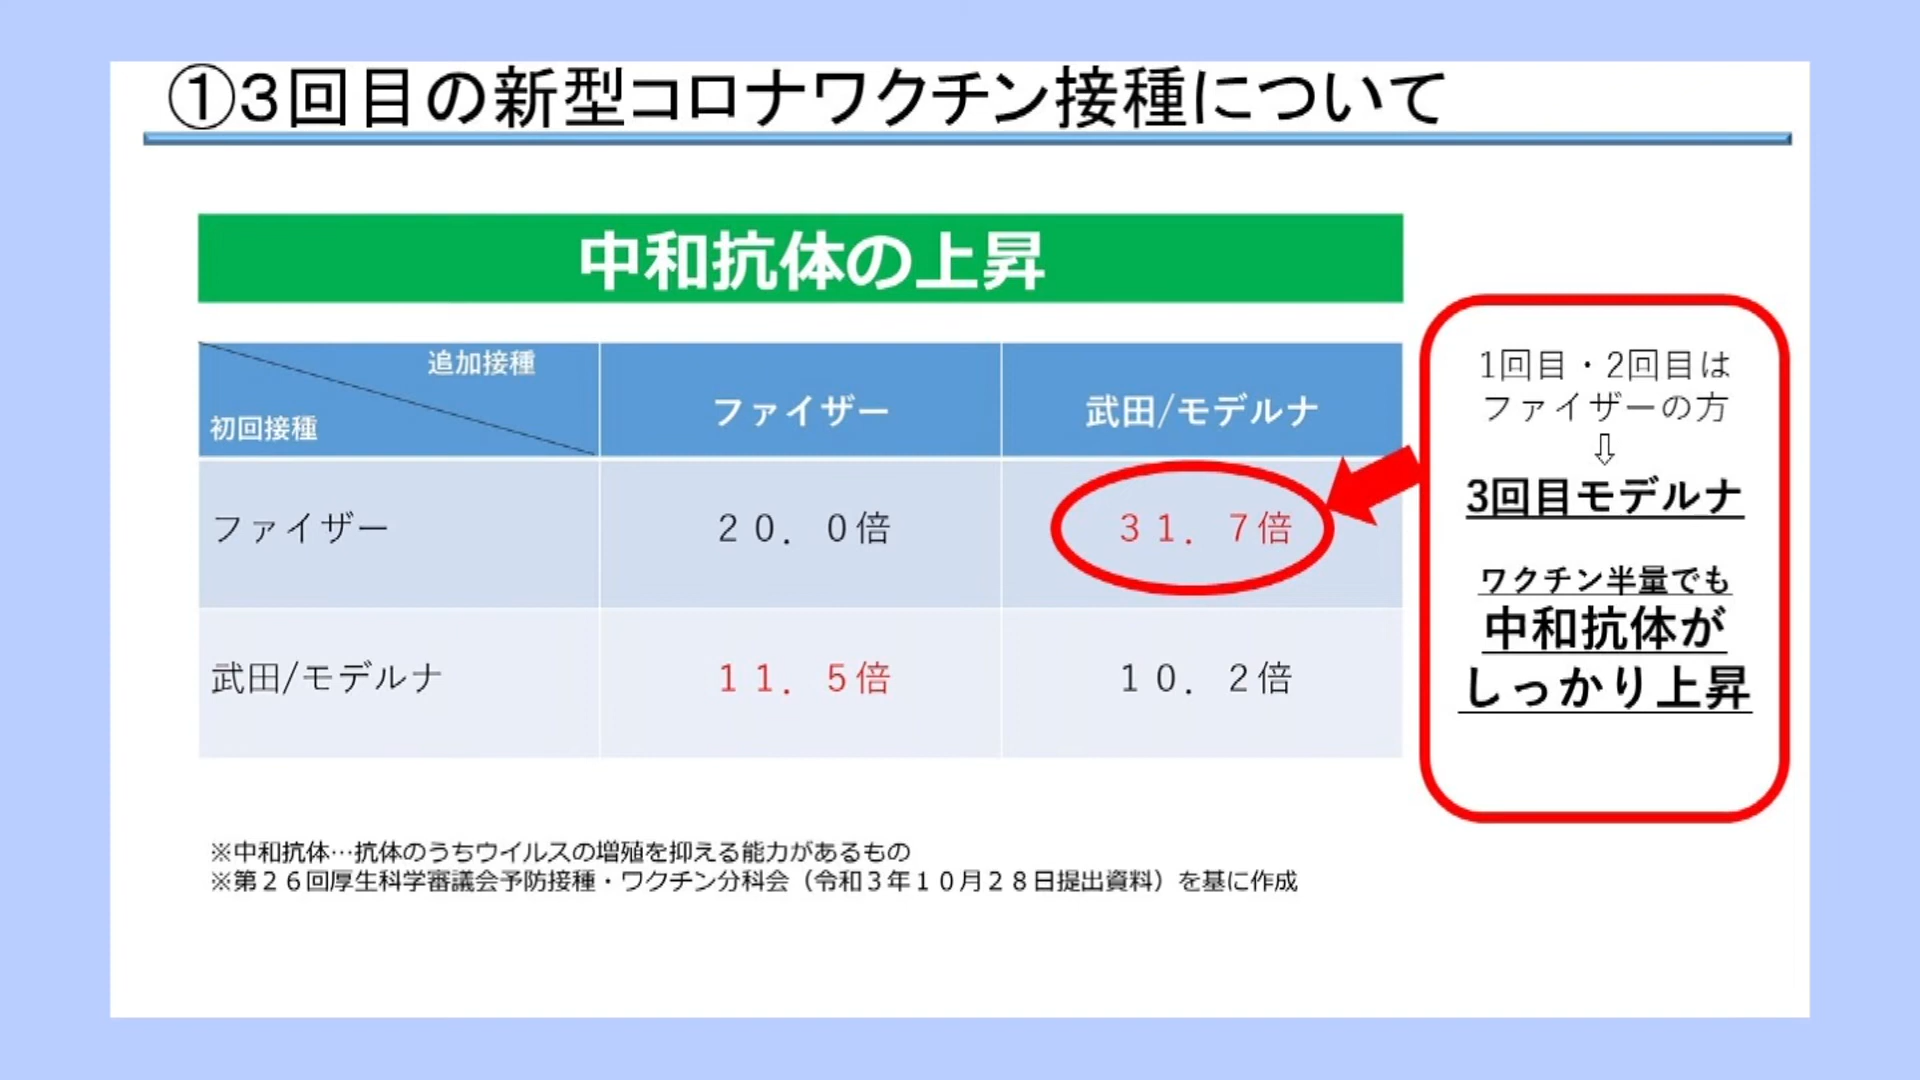 ①3回目の新型コロナワクチン接種について
中和抗体の上昇
追加接種
初回接種
ファイザー
武田/モデルナ
ファイザー
２０．０倍
３１．７倍
武田/モデルナ
１１．５倍
１０．２倍
1回目・2回目は
ファイザーの方
⇩
3回目モデルナ
ワクチン半量でも
中和抗体が
しっかり上昇
※中和抗体…抗体のうちウイルスの増殖を抑える能力があるもの
※第２６回厚生科学審議会予防接種・ワクチン分科会（令和３年１０月２８日提出資料）を基に作成